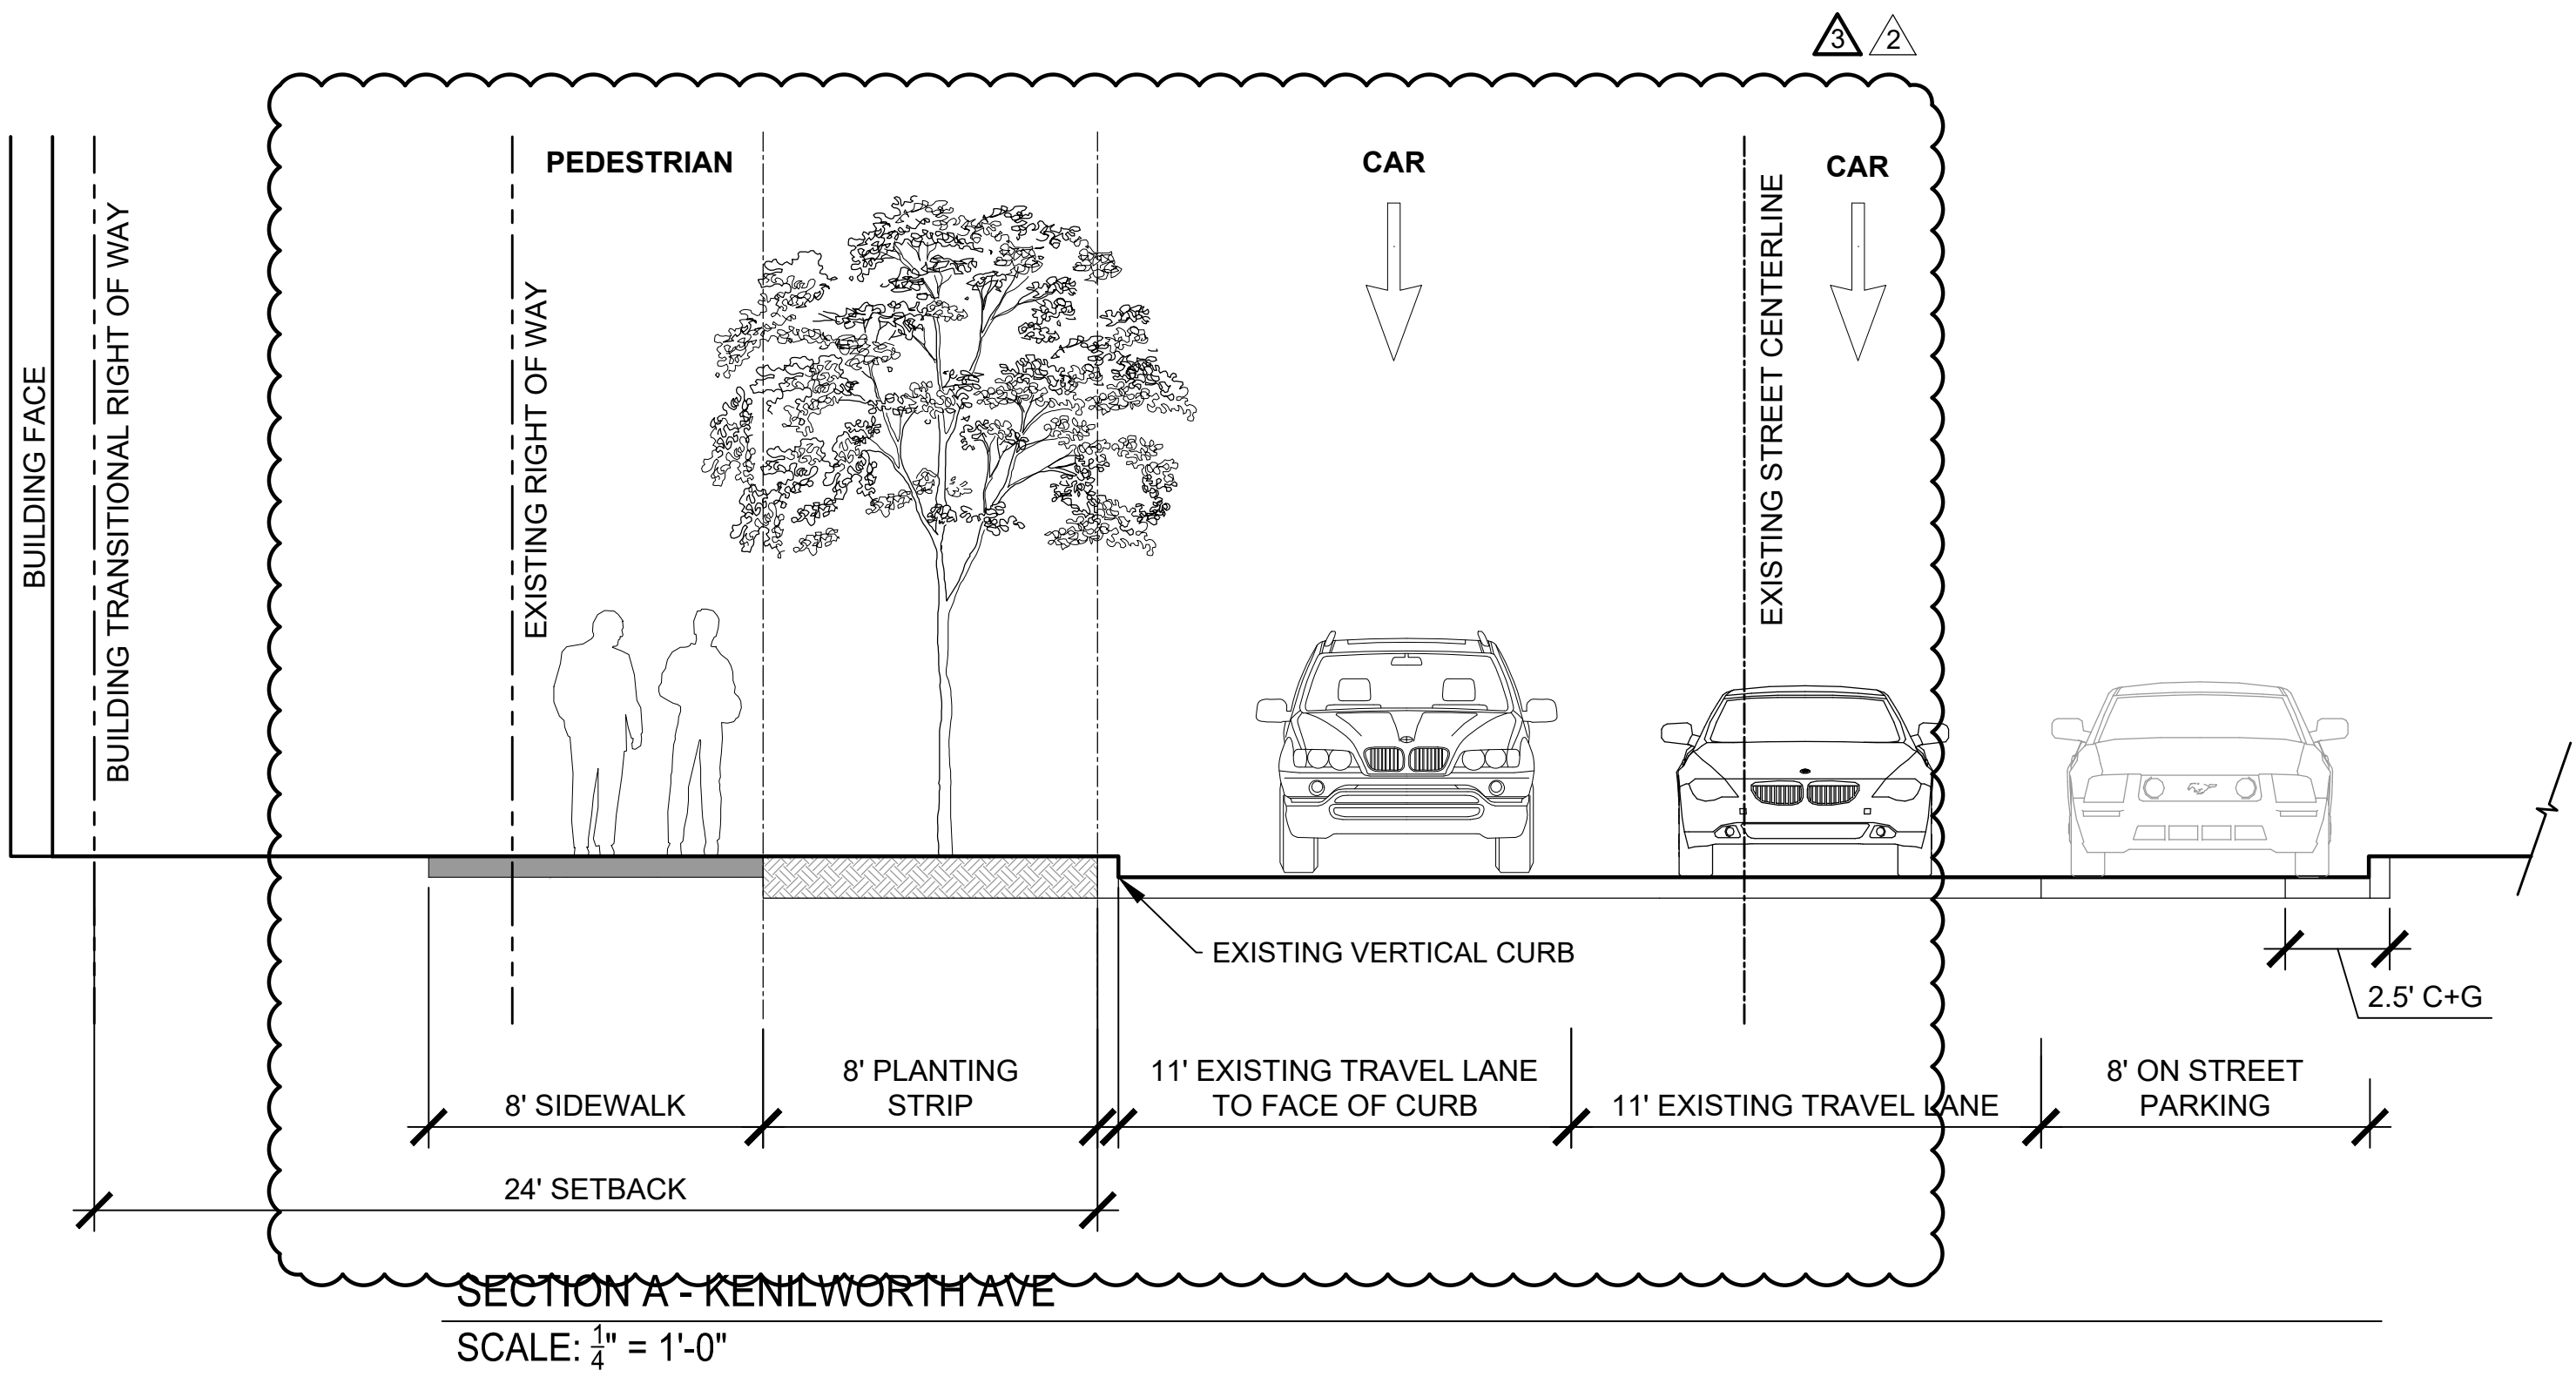 3 2
PEDESTRIAN
CAR
CAR
BUILDING FACE
BUILDING TRANSITIONAL RIGHT OF WAY
EXISTING RIGHT OF WAY
EXISTING STREET CENTERLINE
EXISTING VERTICAL CURB
2.5' C+G
8' SIDEWALK
8' PLANTING
STRIP
11' EXISTING TRAVEL LANE
TO FACE OF CURB
11' EXISTING TRAVEL LANE
8' ON STREET
PARKING
24' SETBACK
SECTION A - KENILWORTH AVE
SCALE: 1/4" = 1'-0"